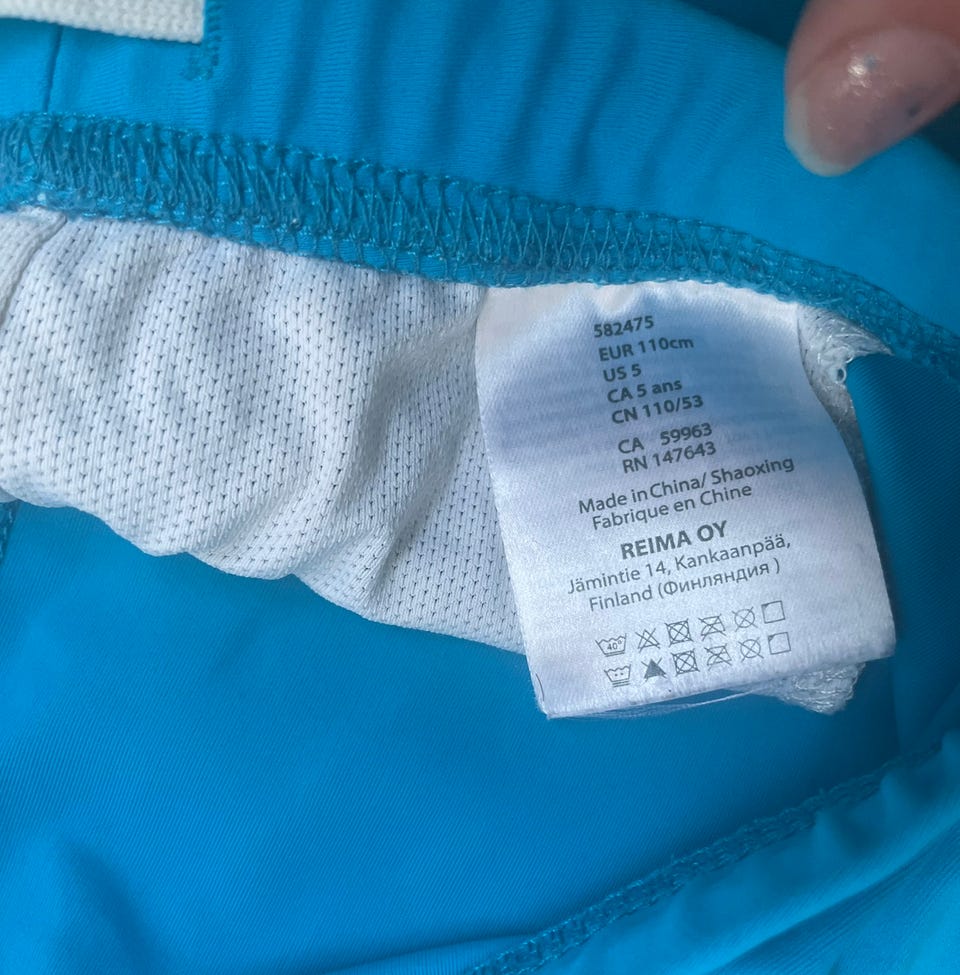 582475
EUR 110cm
US 5
CA 5 ans
CN 110/53
CA 59963
RN 147643
Made in China/ Shaoxing
Fabrique en Chine
REIMA OY
Jämintie 14, Kankaanpää,
Finland (Финляндия )
40°